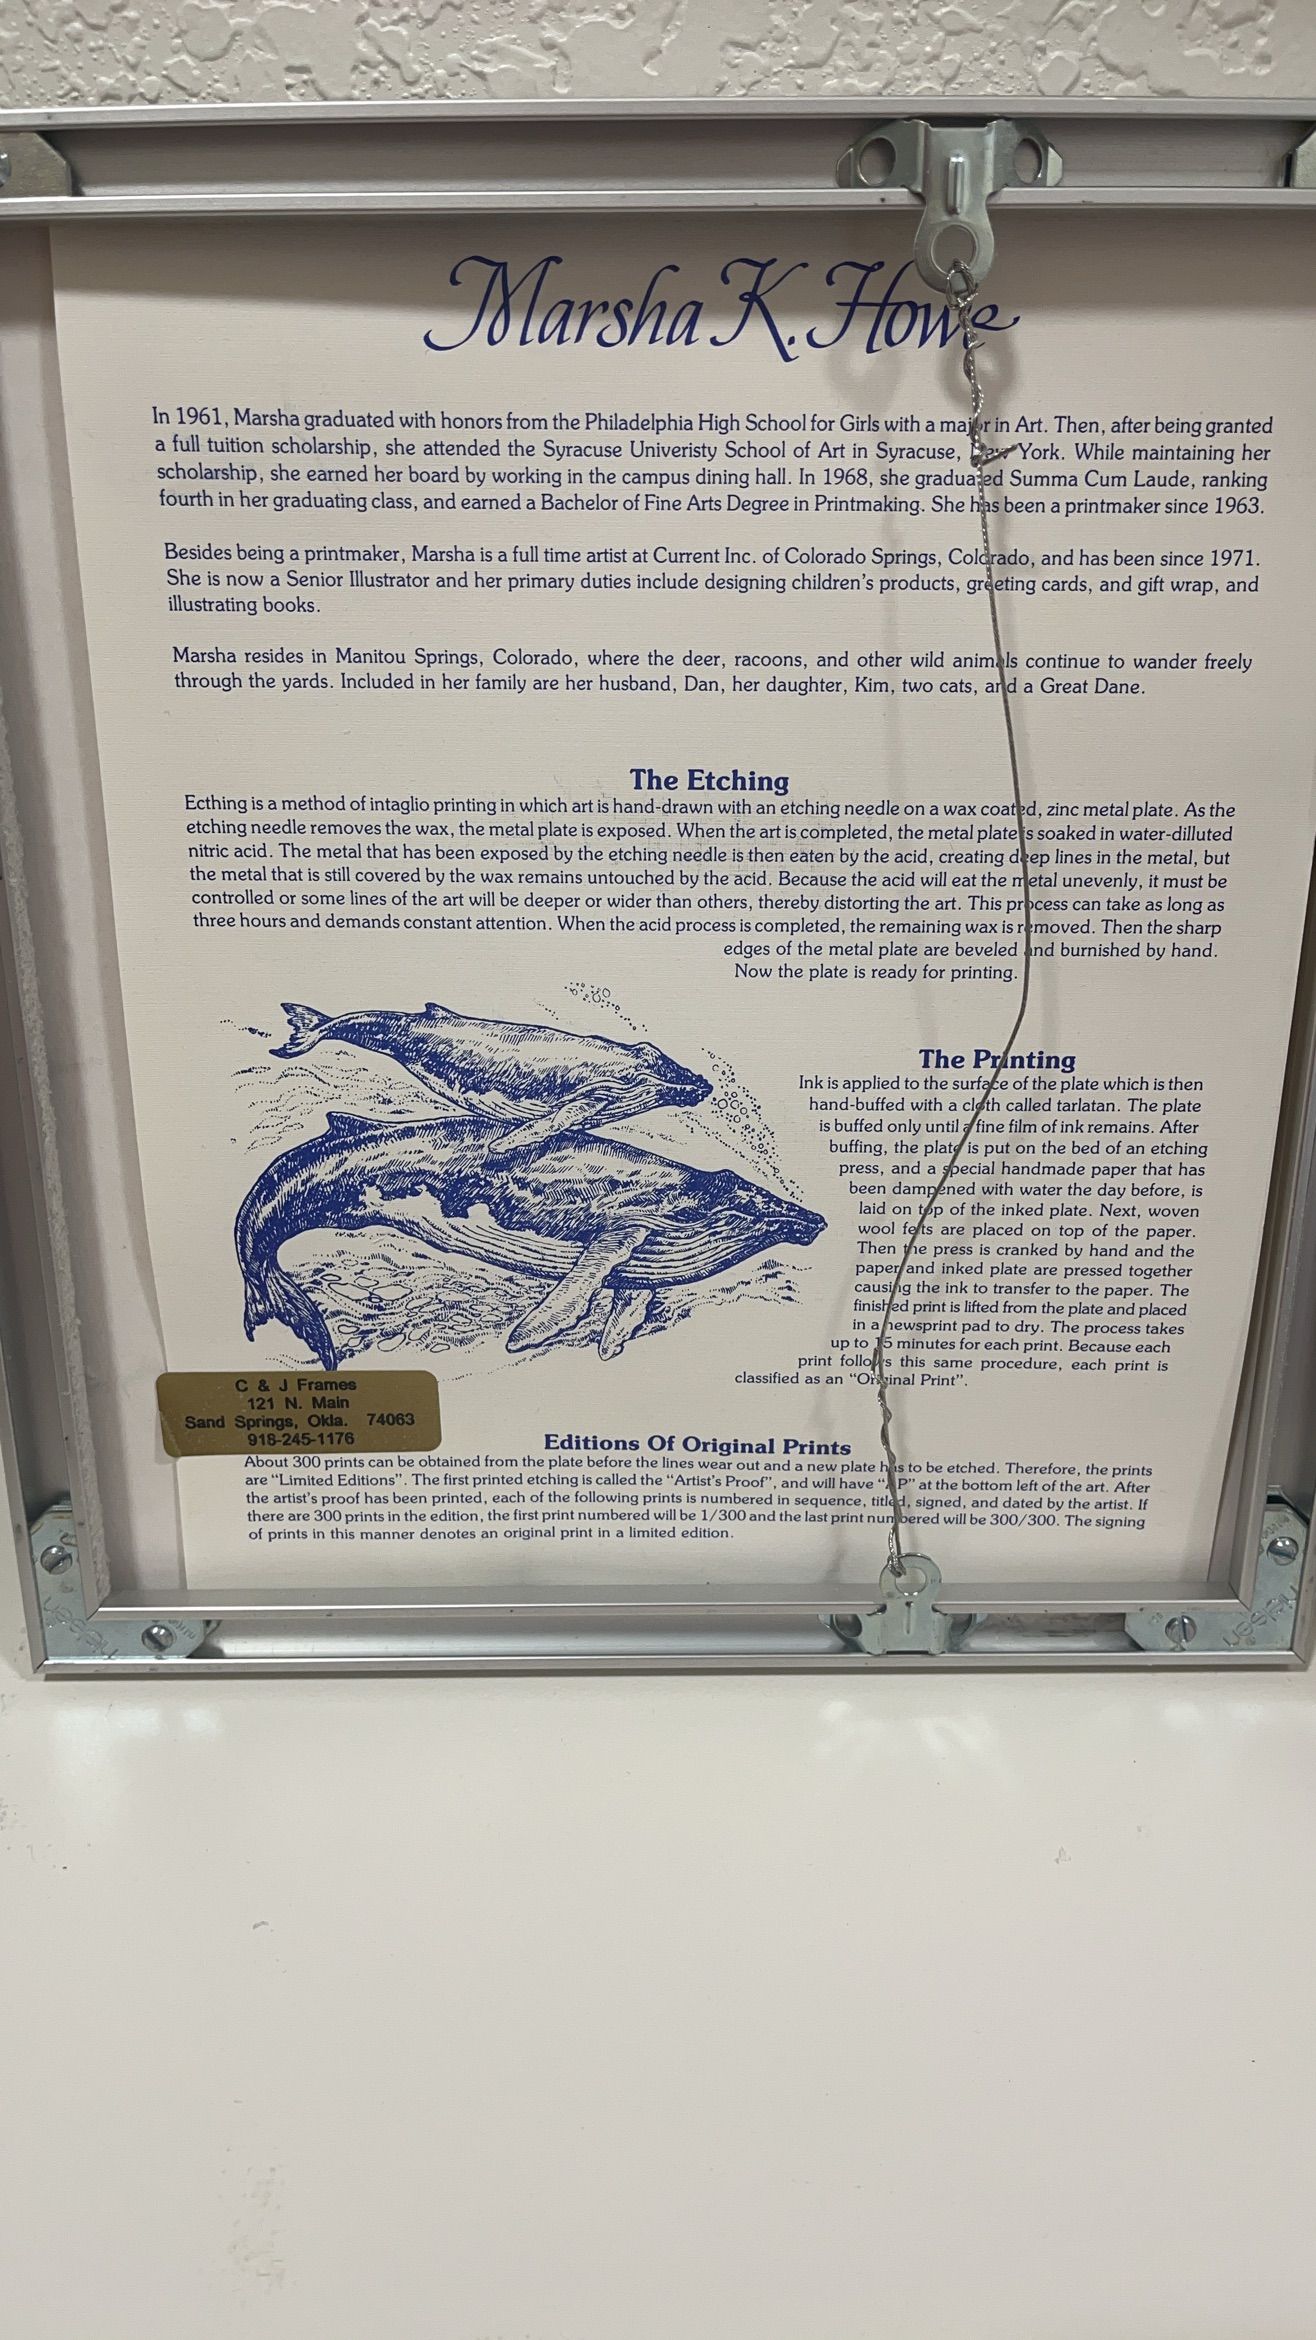 Marsha K. Howe
In 1961, Marsha graduated with honors from the Philadelphia High School for Girls with a major in Art. Then, after being granted
a full tuition scholarship, she attended the Syracuse Univeristy School of Art in Syracuse, New York. While maintaining her
scholarship, she earned her board by working in the campus dining hall. In 1968, she graduated Summa Cum Laude, ranking
fourth in her graduating class, and earned a Bachelor of Fine Arts Degree in Printmaking. She has been a printmaker since 1963.
Besides being a printmaker, Marsha is a full time artist at Current Inc. of Colorado Springs, Colorado, and has been since 1971.
She is now a Senior Illustrator and her primary duties include designing children's products, greeting cards, and gift wrap, and
illustrating books.
Marsha resides in Manitou Springs, Colorado, where the deer, racoons, and other wild animals continue to wander freely
through the yards. Included in her family are her husband, Dan, her daughter, Kim, two cats, and a Great Dane.
The Etching
Ecthing is a method of intaglio printing in which art is hand-drawn with an etching needle on a wax coated, zinc metal plate. As the
etching needle removes the wax, the metal plate is exposed. When the art is completed, the metal plate is soaked in water-dilluted
nitric acid. The metal that has been exposed by the etching needle is then eaten by the acid, creating deep lines in the metal, but
the metal that is still covered by the wax remains untouched by the acid. Because the acid will eat the metal unevenly, it must be
controlled or some lines of the art will be deeper or wider than others, thereby distorting the art. This process can take as long as
three hours and demands constant attention. When the acid process is completed, the remaining wax is removed. Then the sharp
edges of the metal plate are beveled and burnished by hand.
Now the plate is ready for printing.
The Printing
Ink is applied to the surface of the plate which is then
hand-buffed with a cloth called tarlatan. The plate
is buffed only until a fine film of ink remains. After
buffing, the plate is put on the bed of an etching
press, and a special handmade paper that has
been dampened with water the day before, is
laid on top of the inked plate. Next, woven
wool felts are placed on top of the paper.
Then the press is cranked by hand and the
paper and inked plate are pressed together
causing the ink to transfer to the paper. The
finished print is lifted from the plate and placed
in a newsprint pad to dry. The process takes
up to 15 minutes for each print. Because each
print follows this same procedure, each print is
classified as an "Original Print".
C & J Frames
121 N. Main
Sand Springs, Okla. 74063
918-245-1176
Editions Of Original Prints
About 300 prints can be obtained from the plate before the lines wear out and a new plate has to be etched. Therefore, the prints
are "Limited Editions". The first printed etching is called the "Artist's Proof", and will have "AP" at the bottom left of the art. After
the artist's proof has been printed, each of the following prints is numbered in sequence, titled, signed, and dated by the artist. If
there are 300 prints in the edition, the first print numbered will be 1/300 and the last print numbered will be 300/300. The signing
of prints in this manner denotes an original print in a limited edition.